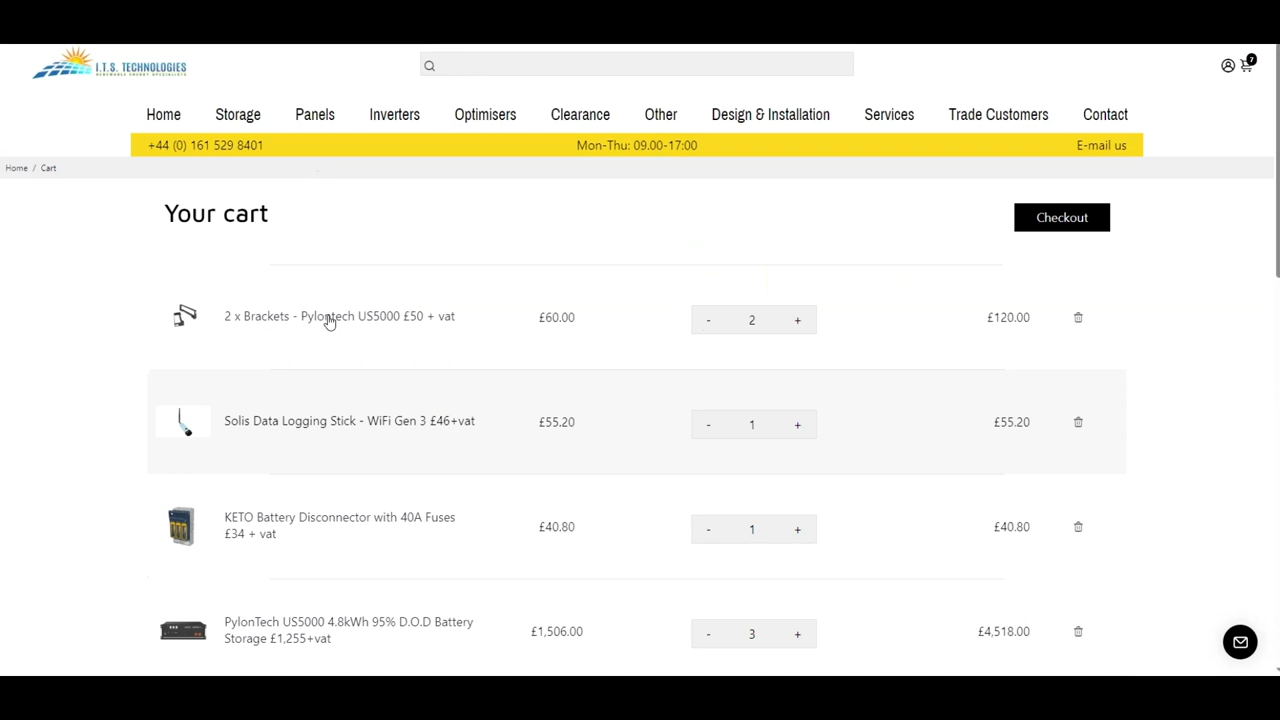 I.T.S. TECHNOLOGIES
RENEWABLE ENERGY SPECIALISTS
7
Home Storage Panels Inverters Optimisers Clearance Other Design & Installation Services Trade Customers Contact
+44 (0) 161 529 8401 Mon-Thu: 09.00-17:00 E-mail us
Home / Cart
Your cart Checkout
2 x Brackets - Pylontech US5000 £50 + vat £60.00 - 2 + £120.00
Solis Data Logging Stick - WiFi Gen 3 £46+vat £55.20 - 1 + £55.20
KETO Battery Disconnector with 40A Fuses
£34 + vat £40.80 - 1 + £40.80
PylonTech US5000 4.8kWh 95% D.O.D Battery
Storage £1,255+vat £1,506.00 - 3 + £4,518.00